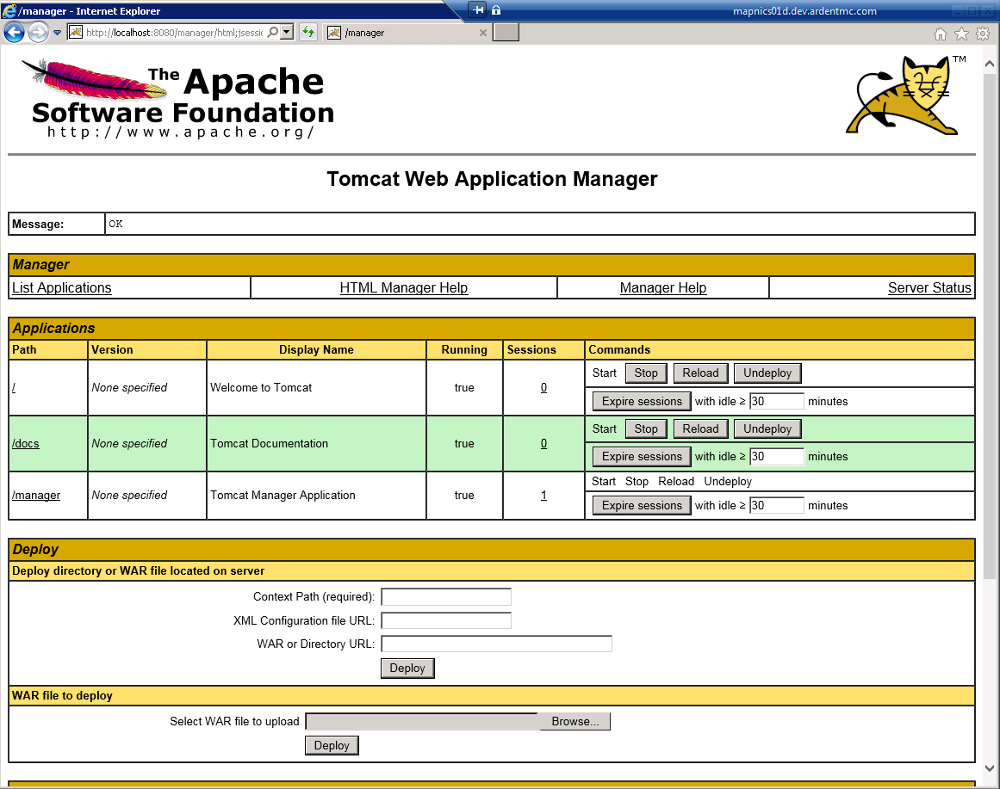 /manager - Internet Explorer
mapnics01d.dev.ardentmc.com
http://localhost:8080/manager/html;jsessic
/manager
The Apache
Software Foundation
http://www.apache.org/
TM
Tomcat Web Application Manager
Message: OK
Manager
List Applications HTML Manager Help Manager Help Server Status
Applications
Path Version Display Name Running Sessions Commands
/ None specified Welcome to Tomcat true 0 Start Stop Reload Undeploy
Expire sessions with idle ≥ 30 minutes
/docs None specified Tomcat Documentation true 0 Start Stop Reload Undeploy
Expire sessions with idle ≥ 30 minutes
/manager None specified Tomcat Manager Application true 1 Start Stop Reload Undeploy
Expire sessions with idle ≥ 30 minutes
Deploy
Deploy directory or WAR file located on server
Context Path (required):
XML Configuration file URL:
WAR or Directory URL:
Deploy
WAR file to deploy
Select WAR file to upload Browse...
Deploy